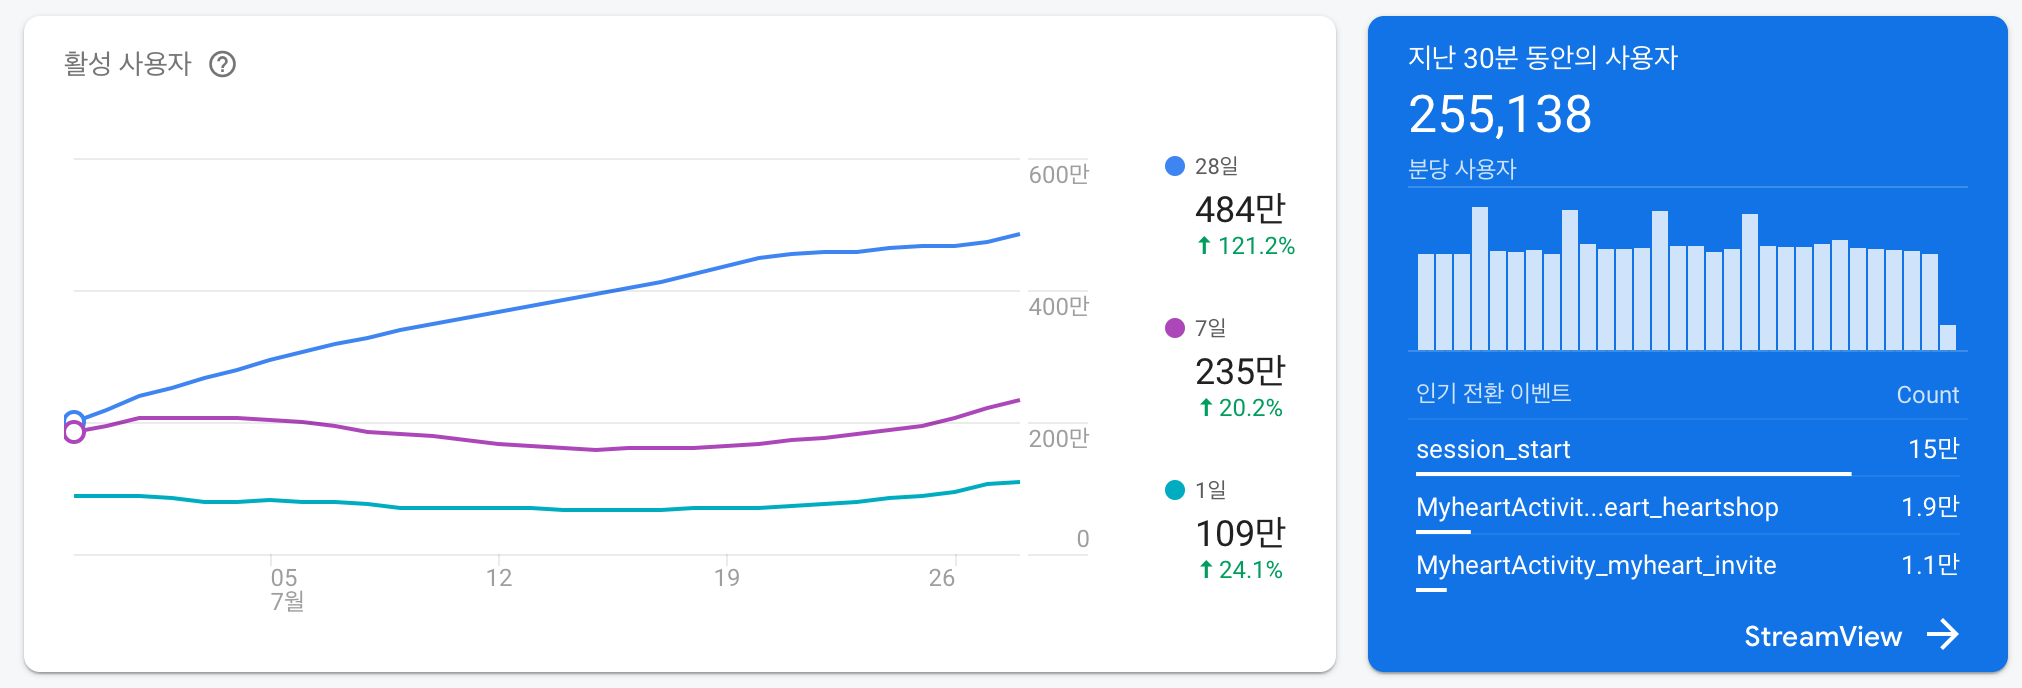 활성 사용자 ?
600만
400만
200만
0
05
7월
12
19
26
28일
484만
↑ 121.2%
7일
235만
↑ 20.2%
1일
109만
↑ 24.1%
지난 30분 동안의 사용자
255,138
분당 사용자
인기 전환 이벤트 Count
session_start 15만
MyheartActivit...eart_heartshop 1.9만
MyheartActivity_myheart_invite 1.1만
StreamView →